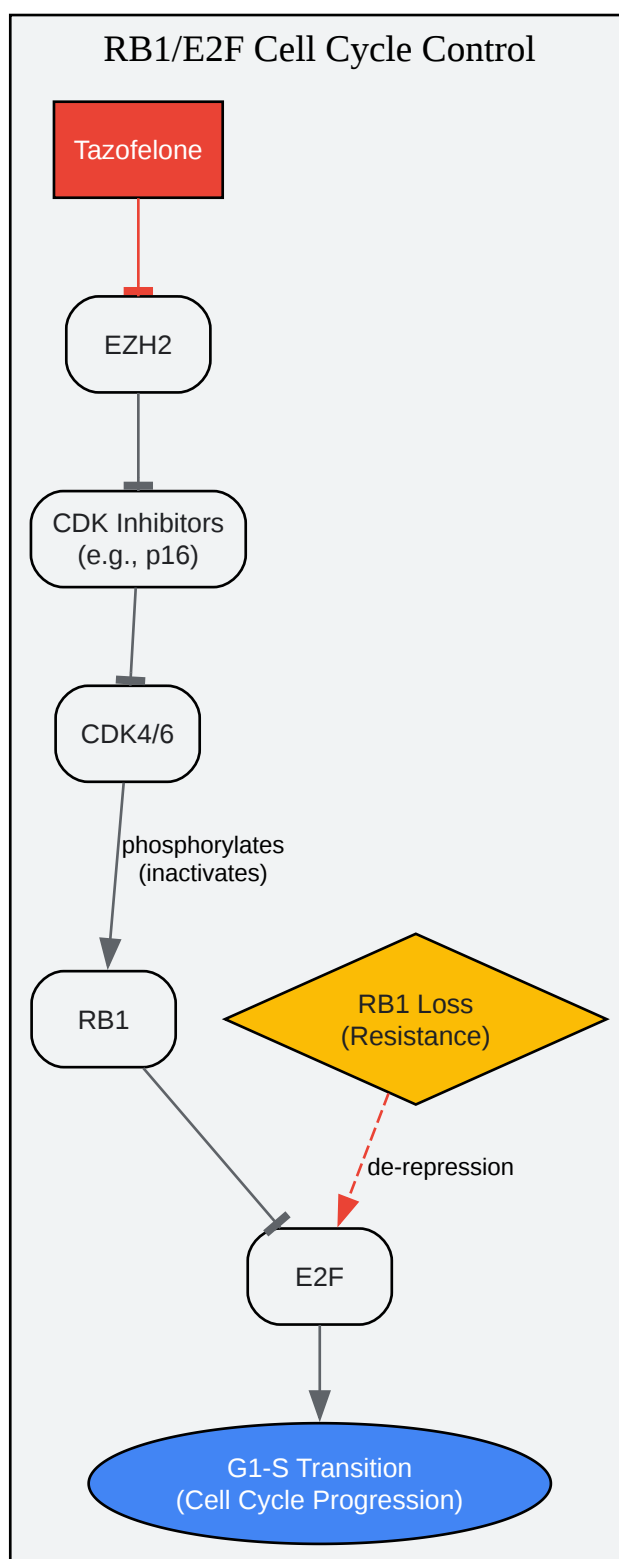 RB1/E2F Cell Cycle Control
Tazofelone
EZH2
CDK Inhibitors
(e.g., p16)
CDK4/6
phosphorylates
(inactivates)
RB1
RB1 Loss
(Resistance)
de-repression
E2F
G1-S Transition
(Cell Cycle Progression)